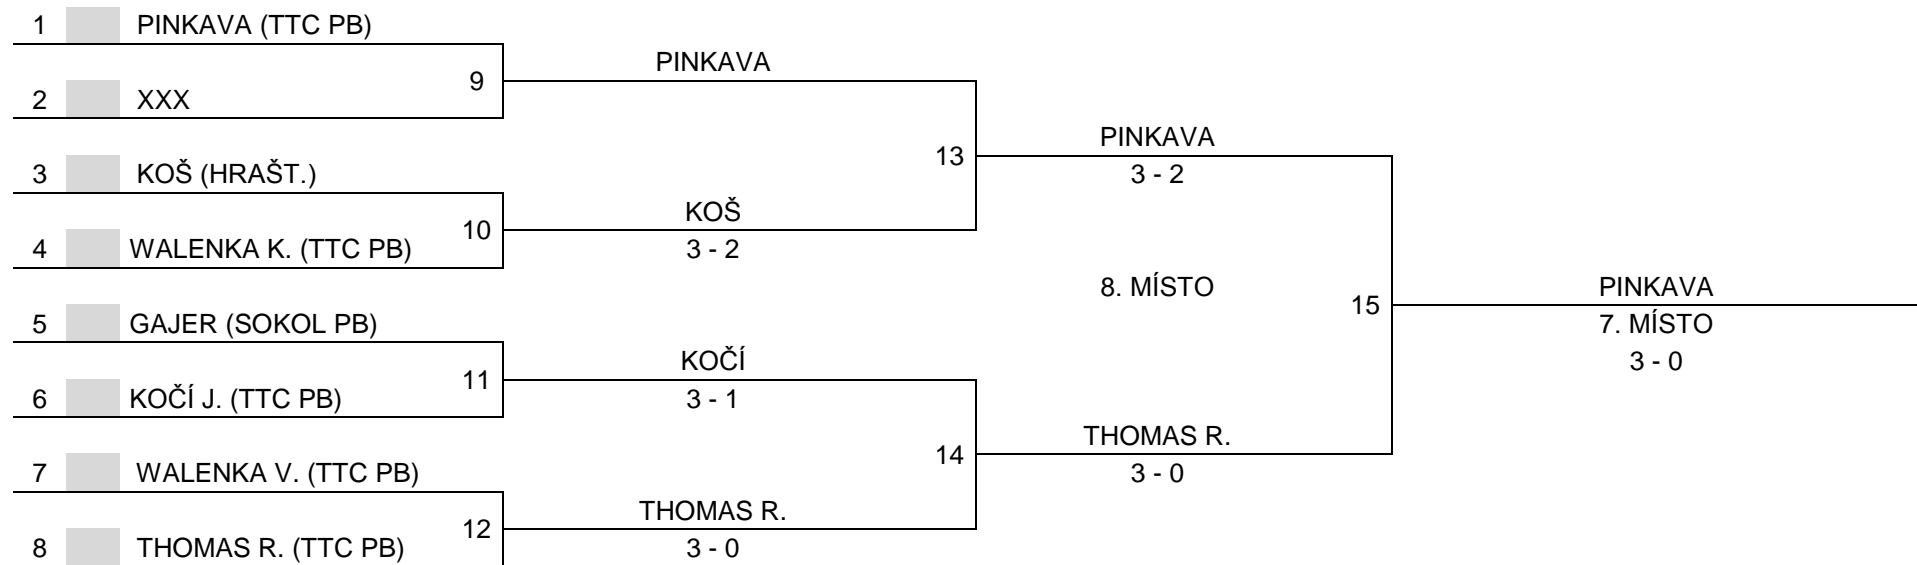 1 PINKAVA (TTC PB)
PINKAVA
9
2 XXX
PINKAVA
13
3 KOŠ (HRAŠT.)
3 - 2
KOŠ
10
4 WALENKA K. (TTC PB)
3 - 2
8. MÍSTO
PINKAVA
15
5 GAJER (SOKOL PB)
7. MÍSTO
KOČÍ
3 - 0
11
6 KOČÍ J. (TTC PB)
3 - 1
THOMAS R.
14
7 WALENKA V. (TTC PB)
3 - 0
THOMAS R.
12
8 THOMAS R. (TTC PB)
3 - 0